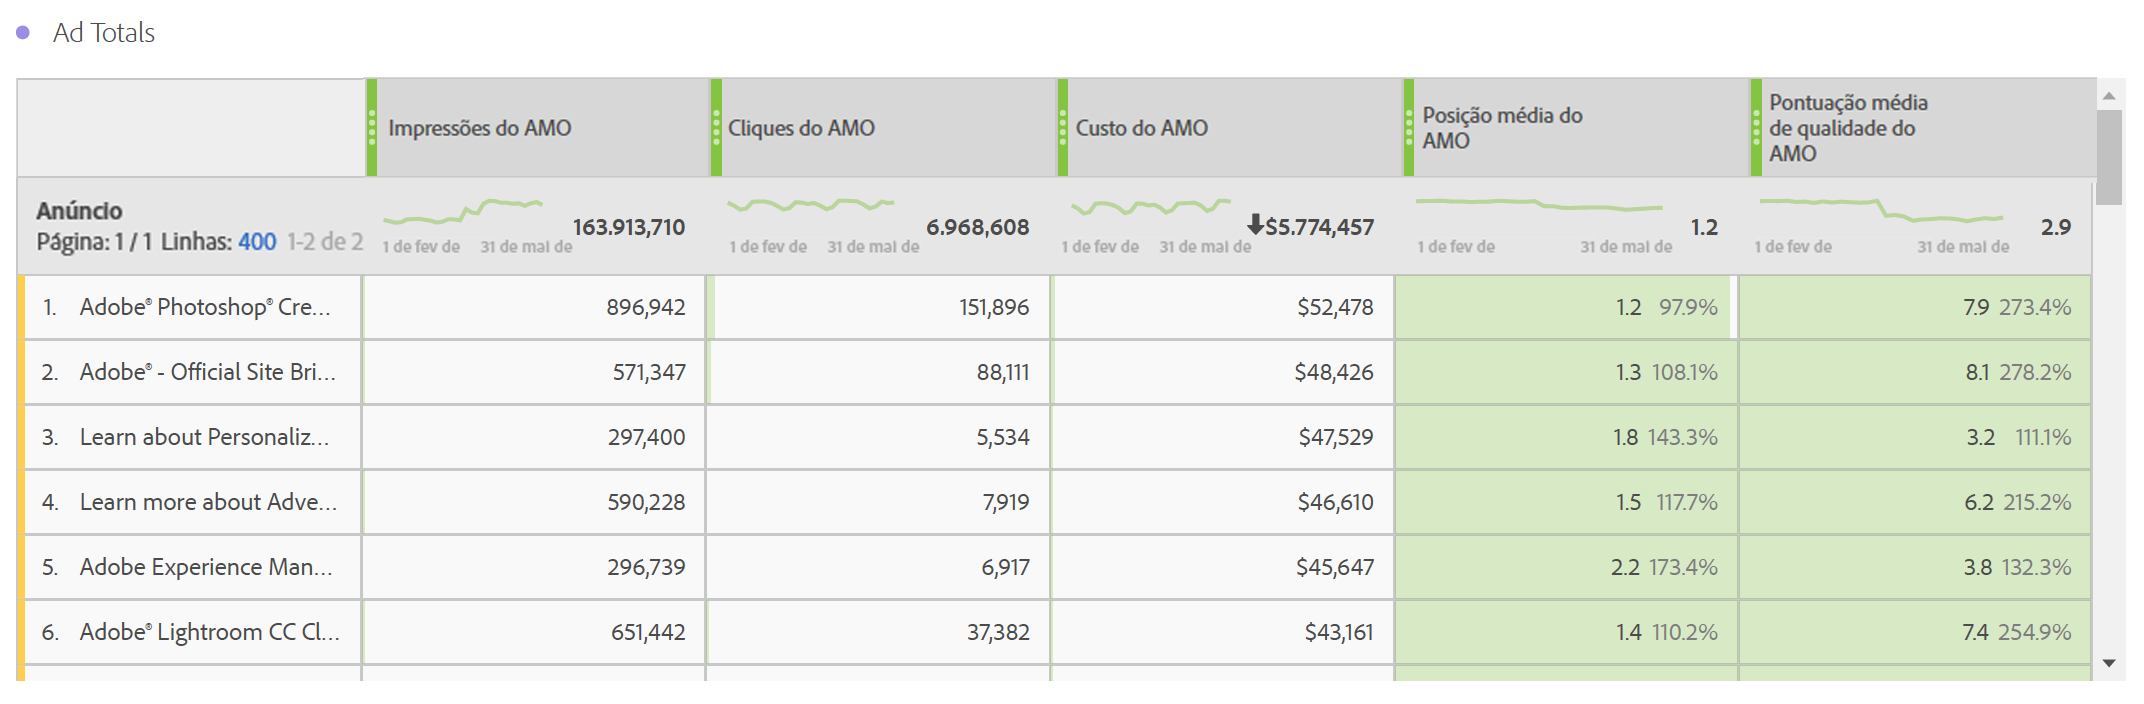 Ad Totals
Impressões do AMO
Cliques do AMO
Custo do AMO
Posição média do
AMO
Pontuação média
de qualidade do
AMO
Anúncio
Página: 1 / 1 Linhas: 400 1-2 de 2
1 de fev de 31 de mai de 163.913,710
1 de fev de 31 de mai de 6.968,608
1 de fev de 31 de mai de $5.774,457
1 de fev de 31 de mai de 1.2
1 de fev de 31 de mai de 2.9
1. Adobe® Photoshop® Cre... 896,942 151,896 $52,478 1.2 97.9% 7.9 273.4%
2. Adobe® - Official Site Bri... 571,347 88,111 $48,426 1.3 108.1% 8.1 278.2%
3. Learn about Personaliz... 297,400 5,534 $47,529 1.8 143.3% 3.2 111.1%
4. Learn more about Adve... 590,228 7,919 $46,610 1.5 117.7% 6.2 215.2%
5. Adobe Experience Man... 296,739 6,917 $45,647 2.2 173.4% 3.8 132.3%
6. Adobe® Lightroom CC Cl... 651,442 37,382 $43,161 1.4 110.2% 7.4 254.9%